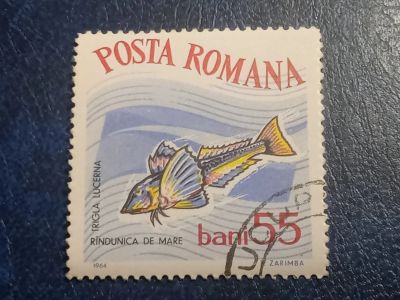 POSTA ROMANA
TRIGLA LUCERNA
RÎNDUNICA DE MARE
bani 55
1964
ZARIMBA